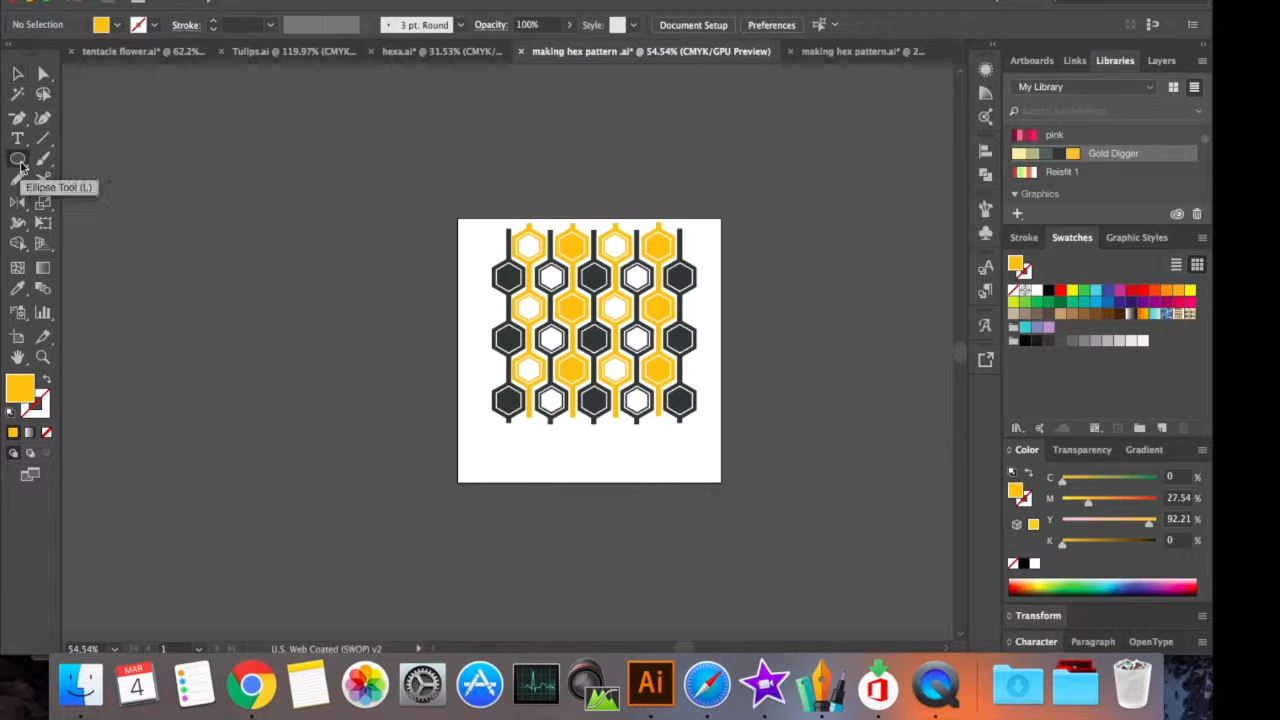 No Selection Stroke: 3 pt. Round Opacity: 100% Style: Document Setup Preferences
tentacle flower.ai* @ 62.2%... Tulips.ai @ 119.97% (CMYK... hexa.ai* @ 31.53% (CMYK/... making hex pattern .ai* @ 54.54% (CMYK/GPU Preview) making hex pattern.ai* @ 2...
Artboards Links Libraries Layers
My Library
Search Adobe Stock
pink
Gold Digger
Reisfit 1
Graphics
T
Ellipse Tool (L)
Stroke Swatches Graphic Styles
Color Transparency Gradient
C 0 %
M 27.54 %
Y 92.21 %
K 0 %
Transform
Character Paragraph OpenType
54.54% 1 U.S. Web Coated (SWOP) v2
MAR
4
Ai